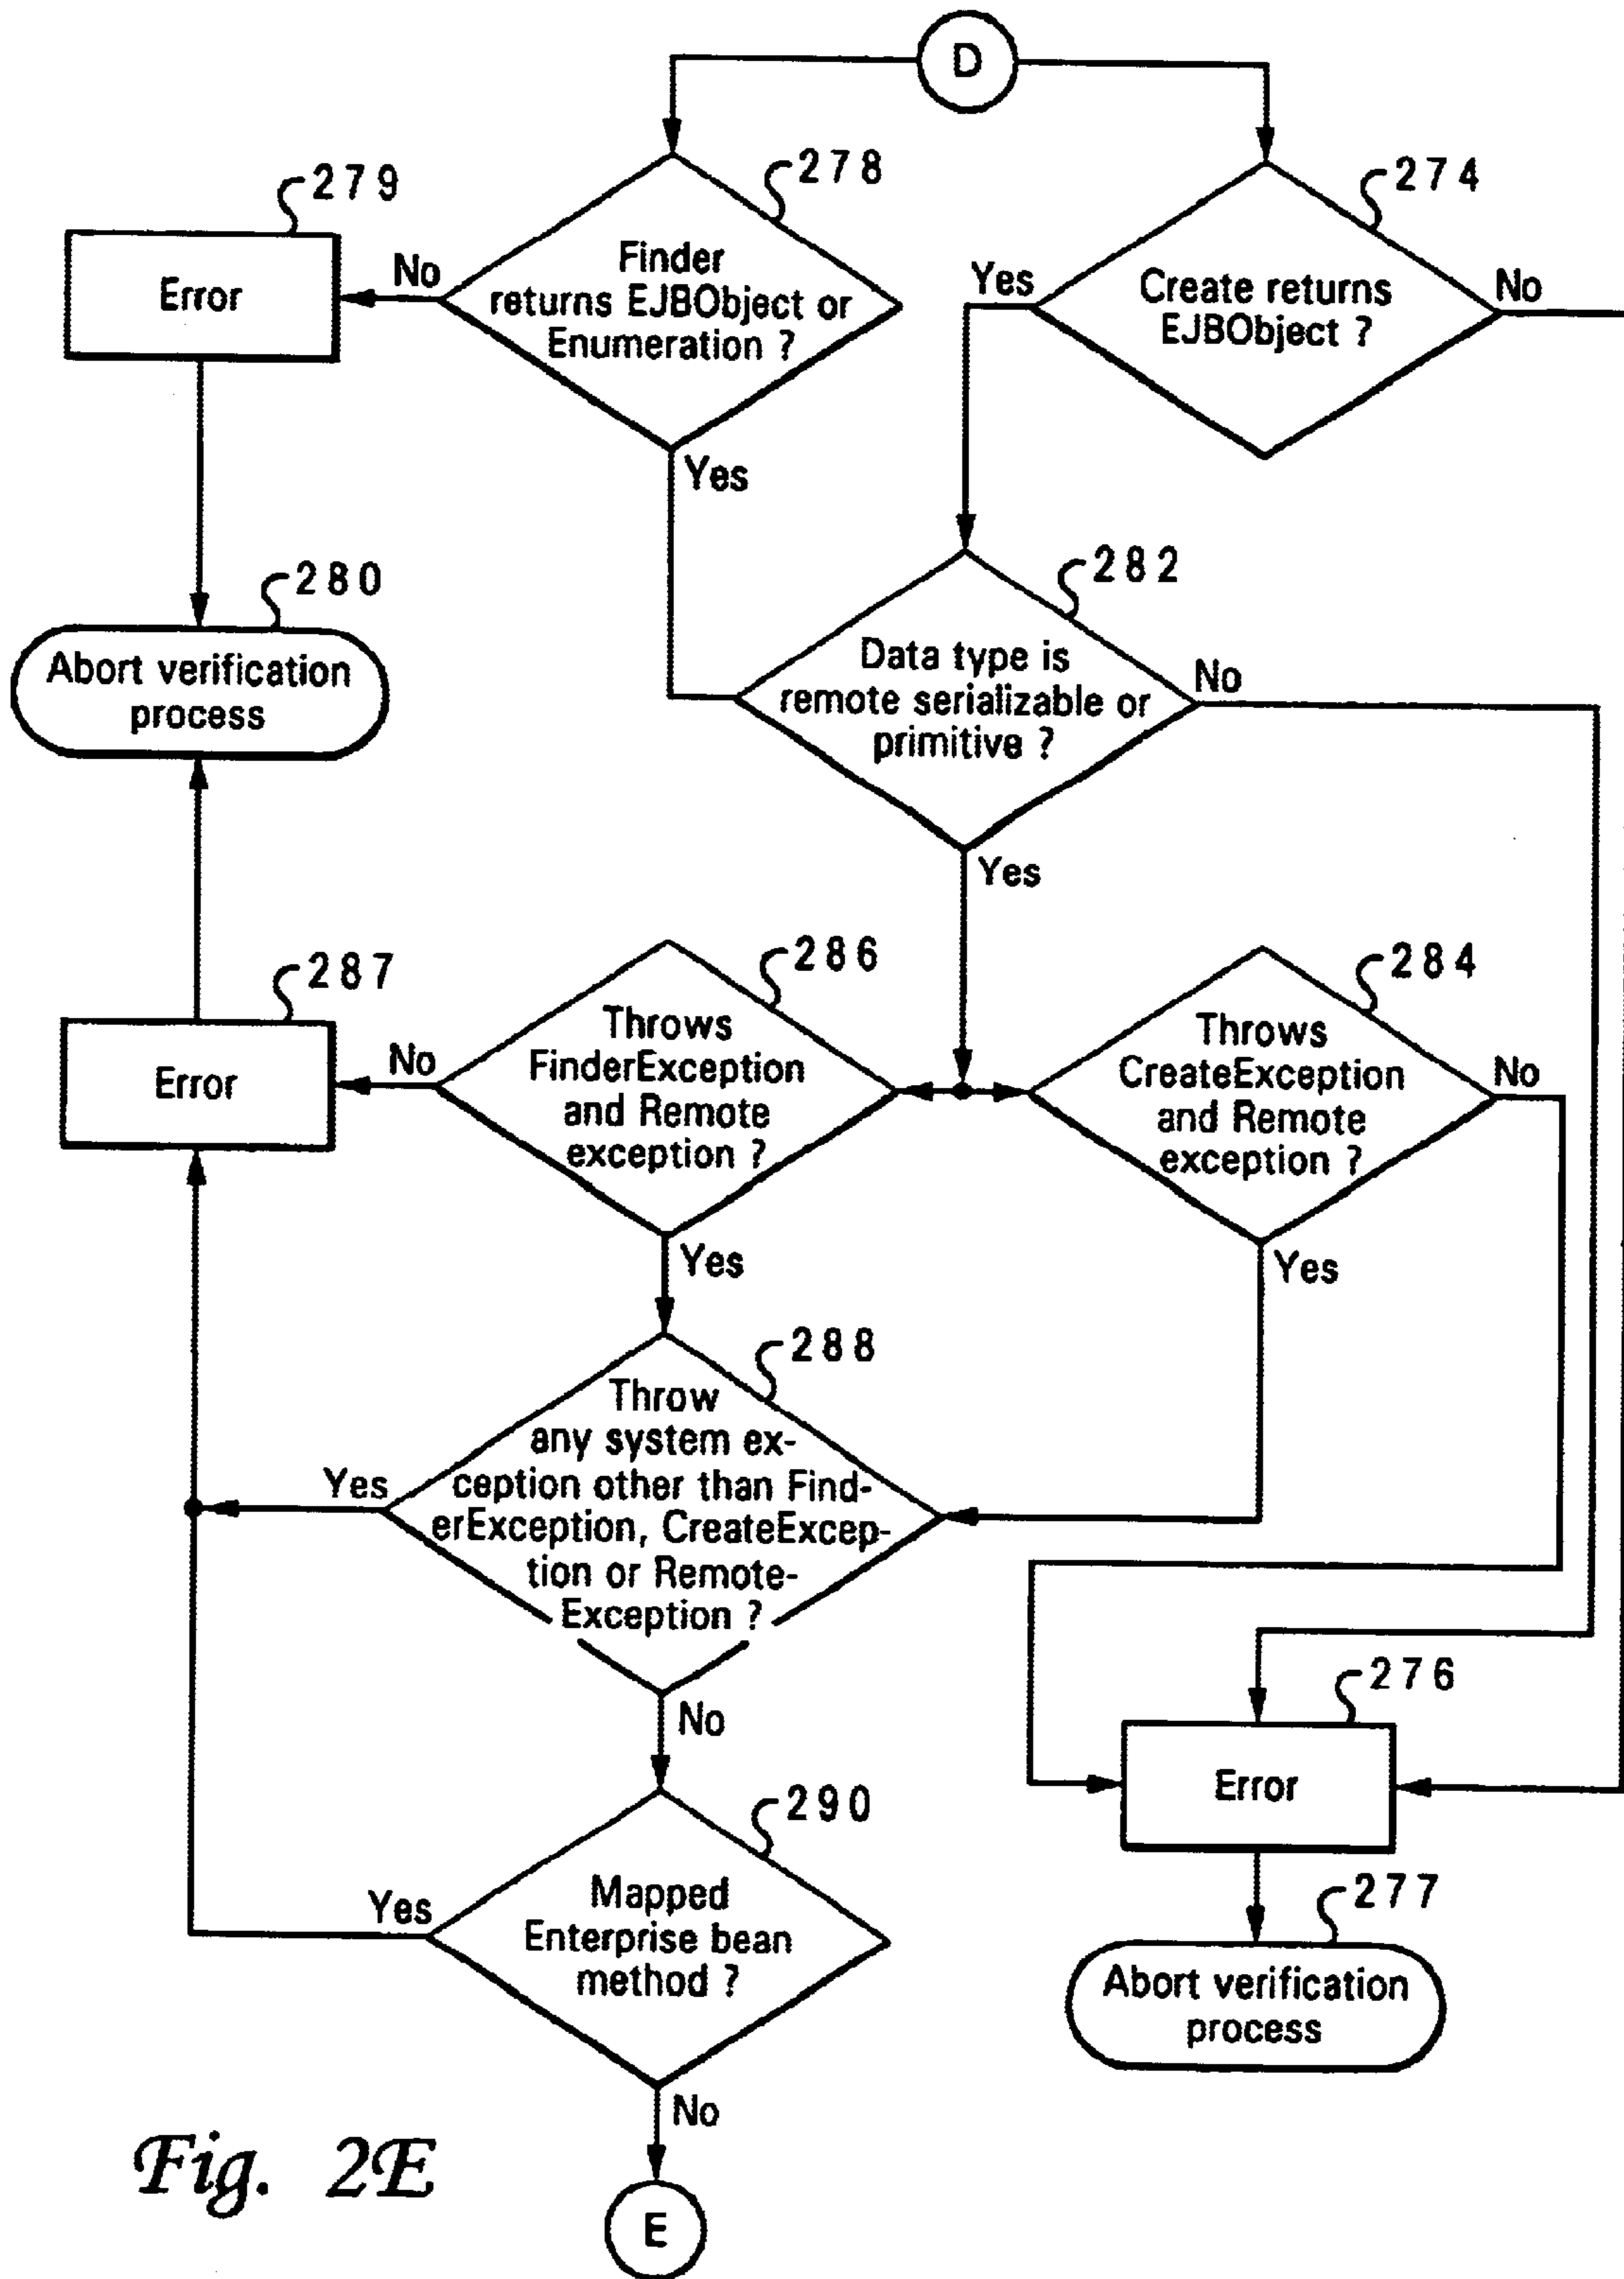 D
278
274
279
Finder
returns EJBObject or
Enumeration ?
Create returns
EJBObject ?
Error
No
Yes
No
Yes
280
282
Abort verification
process
Data type is
remote serializable or
primitive ?
No
Yes
287
286
284
Error
No
Throws
FinderException
and Remote
exception ?
Throws
CreateException
and Remote
exception ?
No
Yes
Yes
288
Throw
any system ex-
ception other than Find-
erException, CreateExcep-
tion or Remote-
Exception ?
Yes
No
276
Error
290
Mapped
Enterprise bean
method ?
Yes
277
Abort verification
process
No
E
Fig. 2E